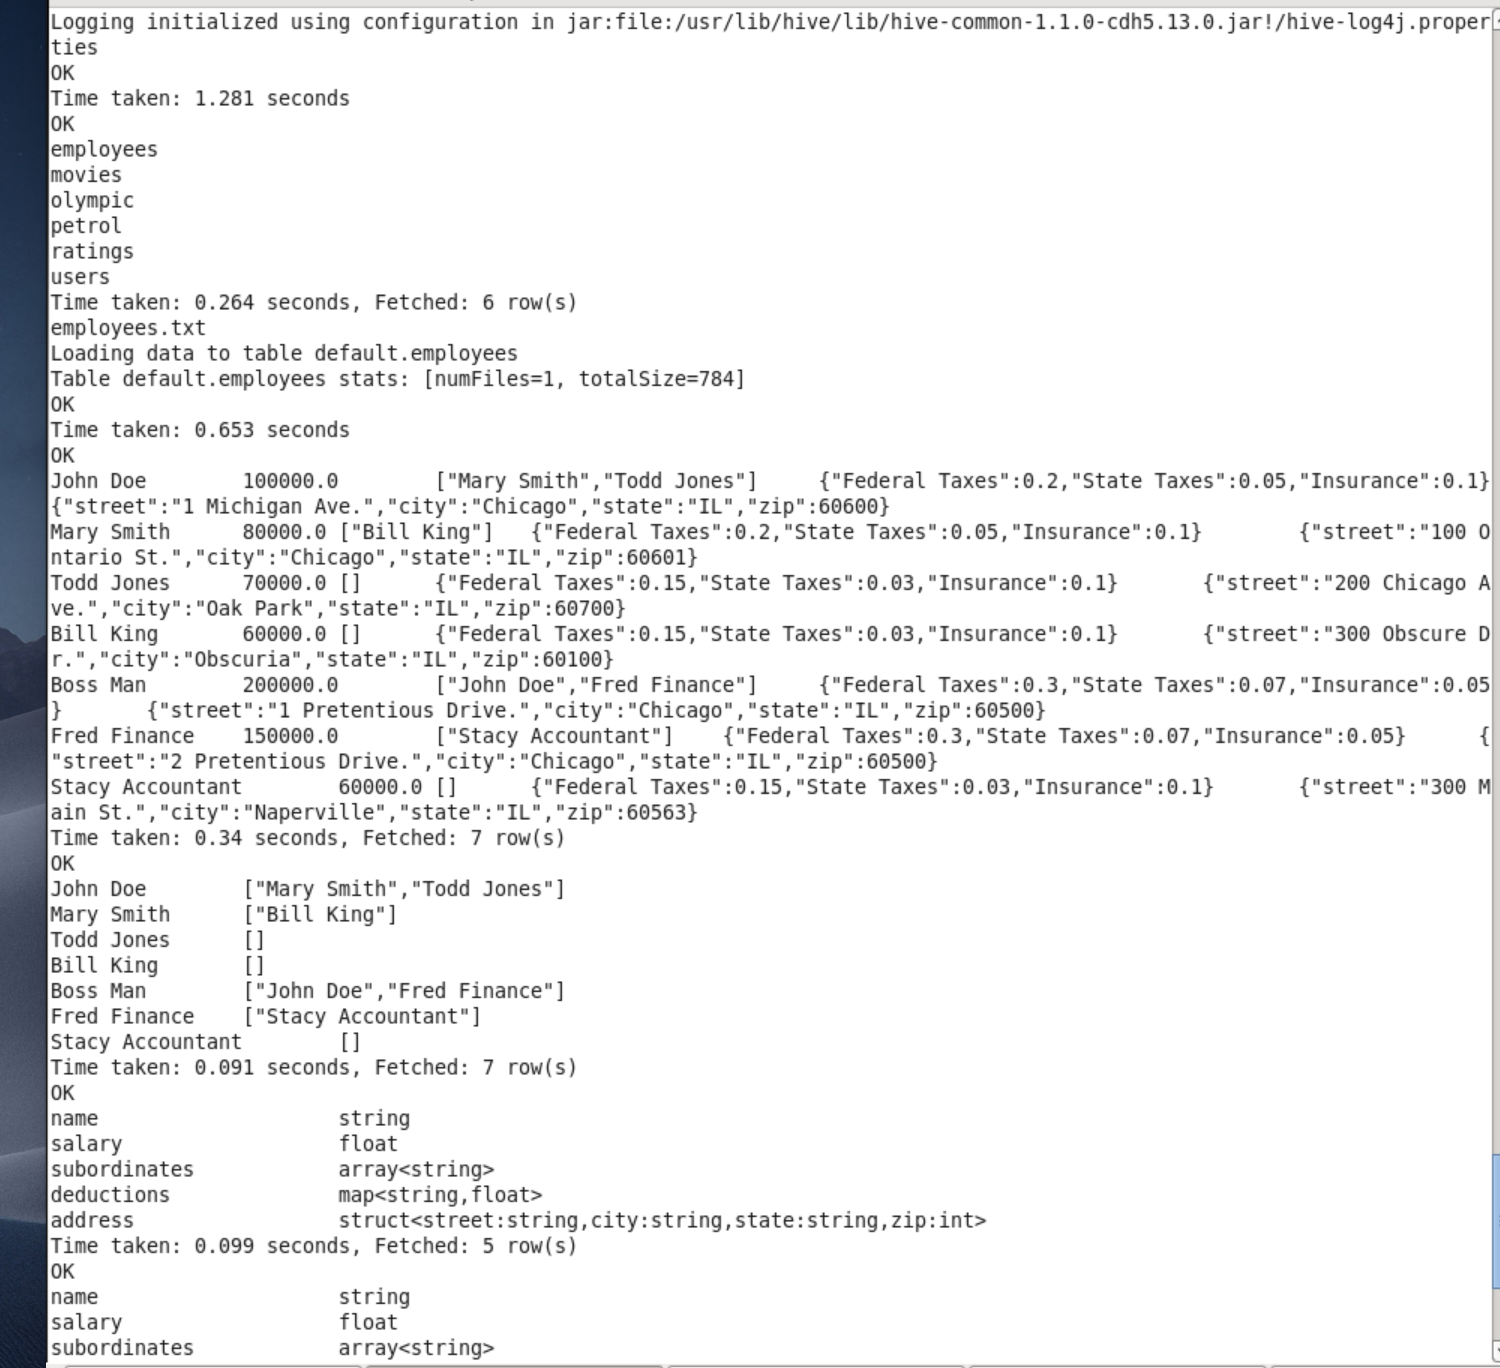 Logging initialized using configuration in jar:file:/usr/lib/hive/lib/hive-common-1.1.0-cdh5.13.0.jar!/hive-log4j.proper
ties
OK
Time taken: 1.281 seconds
OK
employees
movies
olympic
petrol
ratings
users
Time taken: 0.264 seconds, Fetched: 6 row(s)
employees.txt
Loading data to table default.employees
Table default.employees stats: [numFiles=1, totalSize=784]
OK
Time taken: 0.653 seconds
OK
John Doe        100000.0        ["Mary Smith","Todd Jones"]     {"Federal Taxes":0.2,"State Taxes":0.05,"Insurance":0.1}
{"street":"1 Michigan Ave.","city":"Chicago","state":"IL","zip":60600}
Mary Smith      80000.0 ["Bill King"]   {"Federal Taxes":0.2,"State Taxes":0.05,"Insurance":0.1}        {"street":"100 O
ntario St.","city":"Chicago","state":"IL","zip":60601}
Todd Jones      70000.0 []      {"Federal Taxes":0.15,"State Taxes":0.03,"Insurance":0.1}       {"street":"200 Chicago A
ve.","city":"Oak Park","state":"IL","zip":60700}
Bill King       60000.0 []      {"Federal Taxes":0.15,"State Taxes":0.03,"Insurance":0.1}       {"street":"300 Obscure D
r.","city":"Obscuria","state":"IL","zip":60100}
Boss Man        200000.0        ["John Doe","Fred Finance"]     {"Federal Taxes":0.3,"State Taxes":0.07,"Insurance":0.05
}       {"street":"1 Pretentious Drive.","city":"Chicago","state":"IL","zip":60500}
Fred Finance    150000.0        ["Stacy Accountant"]    {"Federal Taxes":0.3,"State Taxes":0.07,"Insurance":0.05}      {
"street":"2 Pretentious Drive.","city":"Chicago","state":"IL","zip":60500}
Stacy Accountant        60000.0 []      {"Federal Taxes":0.15,"State Taxes":0.03,"Insurance":0.1}       {"street":"300 M
ain St.","city":"Naperville","state":"IL","zip":60563}
Time taken: 0.34 seconds, Fetched: 7 row(s)
OK
John Doe        ["Mary Smith","Todd Jones"]
Mary Smith      ["Bill King"]
Todd Jones      []
Bill King       []
Boss Man        ["John Doe","Fred Finance"]
Fred Finance    ["Stacy Accountant"]
Stacy Accountant        []
Time taken: 0.091 seconds, Fetched: 7 row(s)
OK
name                    string
salary                  float
subordinates            array<string>
deductions              map<string,float>
address                 struct<street:string,city:string,state:string,zip:int>
Time taken: 0.099 seconds, Fetched: 5 row(s)
OK
name                    string
salary                  float
subordinates            array<string>